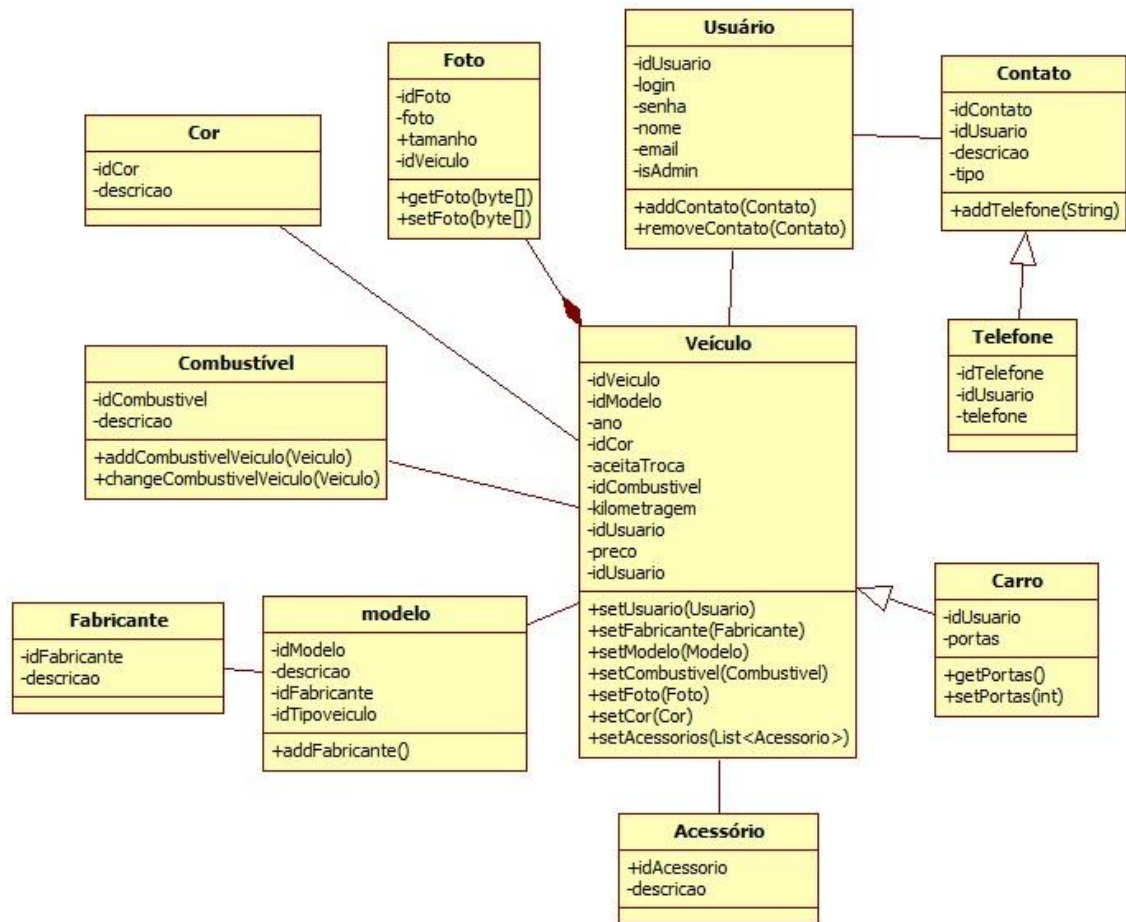 Usuário
-idUsuario
-login
-senha
-nome
-email
-isAdmin
+addContato(Contato)
+removeContato(Contato)
Foto
-idFoto
-foto
+tamanho
-idVeiculo
+getFoto(byte[])
+setFoto(byte[])
Contato
-idContato
-idUsuario
-descricao
-tipo
+addTelefone(String)
Cor
-idCor
-descricao
Telefone
-idTelefone
-idUsuario
-telefone
Veículo
-idVeiculo
-idModelo
-ano
-idCor
-aceitaTroca
-idCombustivel
-kilometragem
-idUsuario
-preco
-idUsuario
+setUsuario(Usuario)
+setFabricante(Fabricante)
+setModelo(Modelo)
+setCombustivel(Combustivel)
+setFoto(Foto)
+setCor(Cor)
+setAcessorios(List<Acessorio>)
Combustível
-idCombustivel
-descricao
+addCombustivelVeiculo(Veiculo)
+changeCombustivelVeiculo(Veiculo)
Carro
-idUsuario
-portas
+getPortas()
+setPortas(int)
Fabricante
-idFabricante
-descricao
modelo
-idModelo
-descricao
-idFabricante
-idTipoveiculo
+addFabricante()
Acessório
+idAcessorio
-descricao